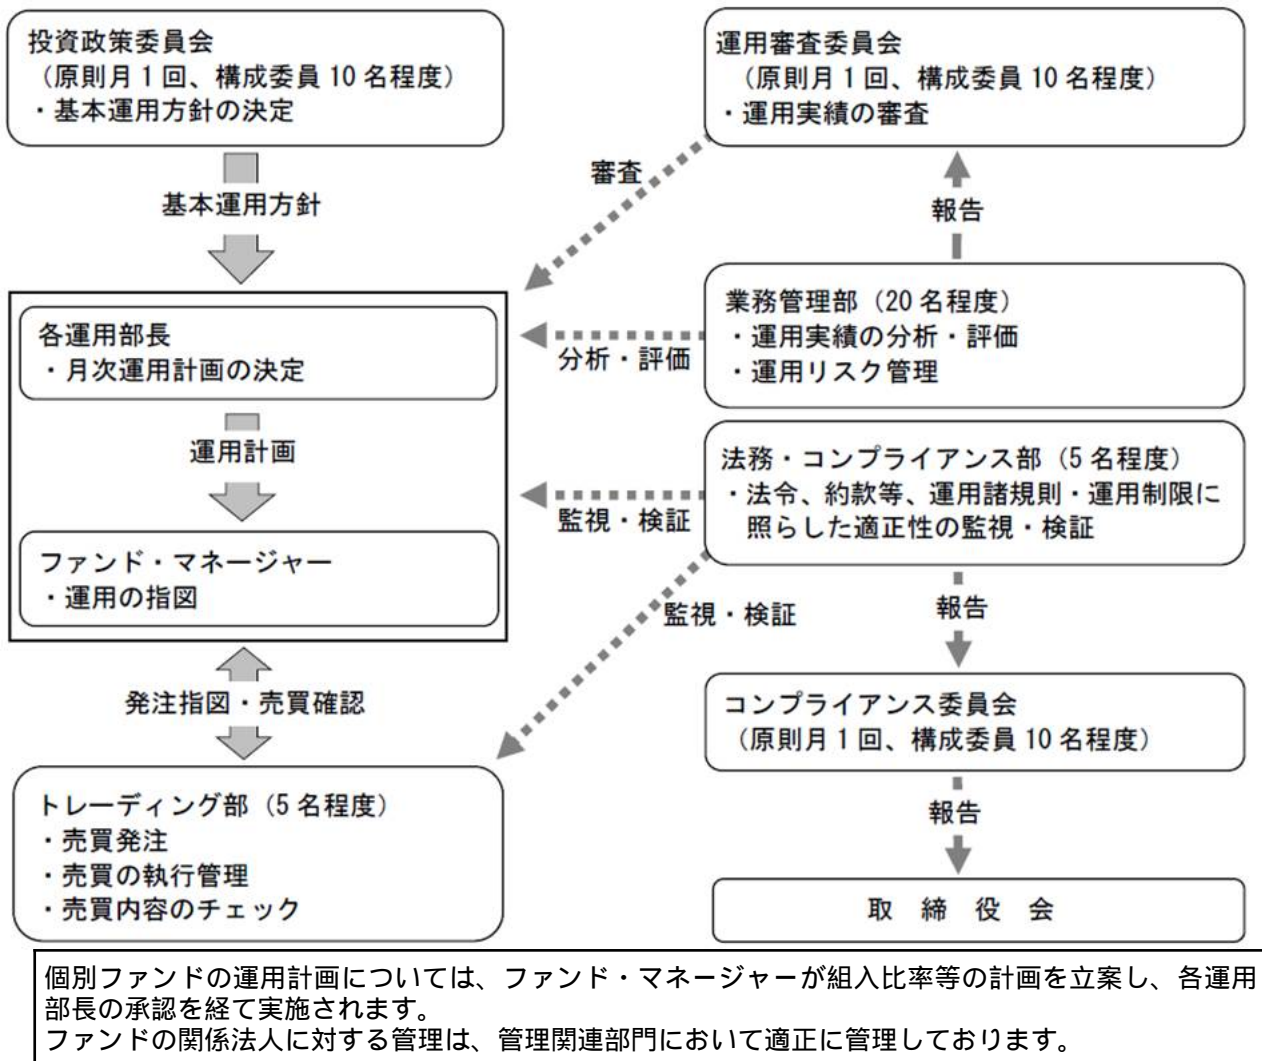 投資政策委員会
（原則月1回、構成委員10名程度）
・基本運用方針の決定
基本運用方針
各運用部長
・月次運用計画の決定
運用計画
ファンド・マネージャー
・運用の指図
発注指図・売買確認
トレーディング部（5名程度）
・売買発注
・売買の執行管理
・売買内容のチェック
運用審査委員会
（原則月1回、構成委員10名程度）
・運用実績の審査
審査
報告
業務管理部（20名程度）
・運用実績の分析・評価
・運用リスク管理
分析・評価
法務・コンプライアンス部（5名程度）
・法令、約款等、運用諸規則・運用制限に
照らした適正性の監視・検証
監視・検証
監視・検証
報告
コンプライアンス委員会
（原則月1回、構成委員10名程度）
報告
取　締　役　会
個別ファンドの運用計画については、ファンド・マネージャーが組入比率等の計画を立案し、各運用
部長の承認を経て実施されます。
ファンドの関係法人に対する管理は、管理関連部門において適正に管理しております。